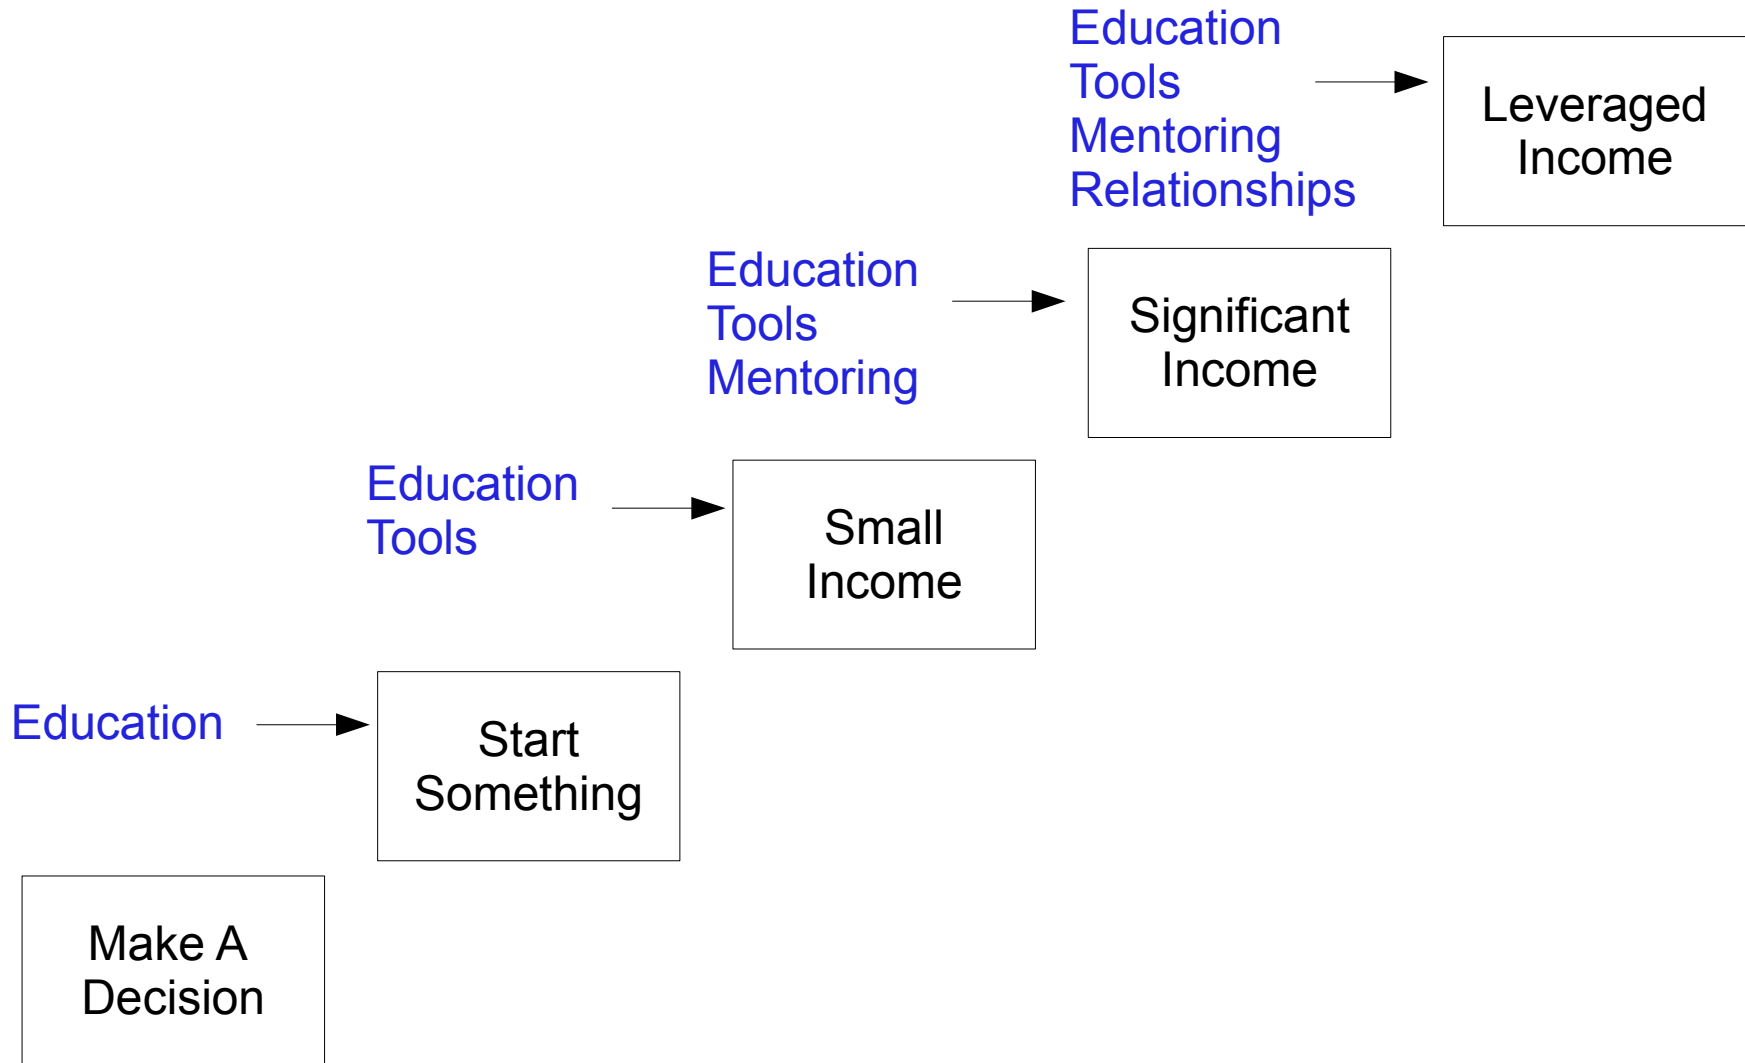 Education
Tools
Mentoring
Relationships
Leveraged
Income
Education
Tools
Mentoring
Significant
Income
Education
Tools
Small
Income
Education
Start
Something
Make A
Decision